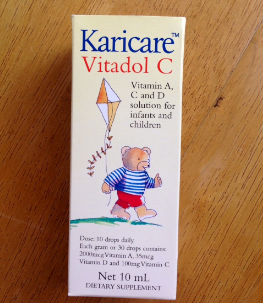 Karicare™
Vitadol C
Vitamin A,
C and D
solution for
infants and
children
Dose: 10 drops daily
Each gram or 30 drops contains
2000mcg Vitamin A, 35mcg
Vitamin D and 100mg Vitamin C
Net 10 mL
DIETARY SUPPLEMENT